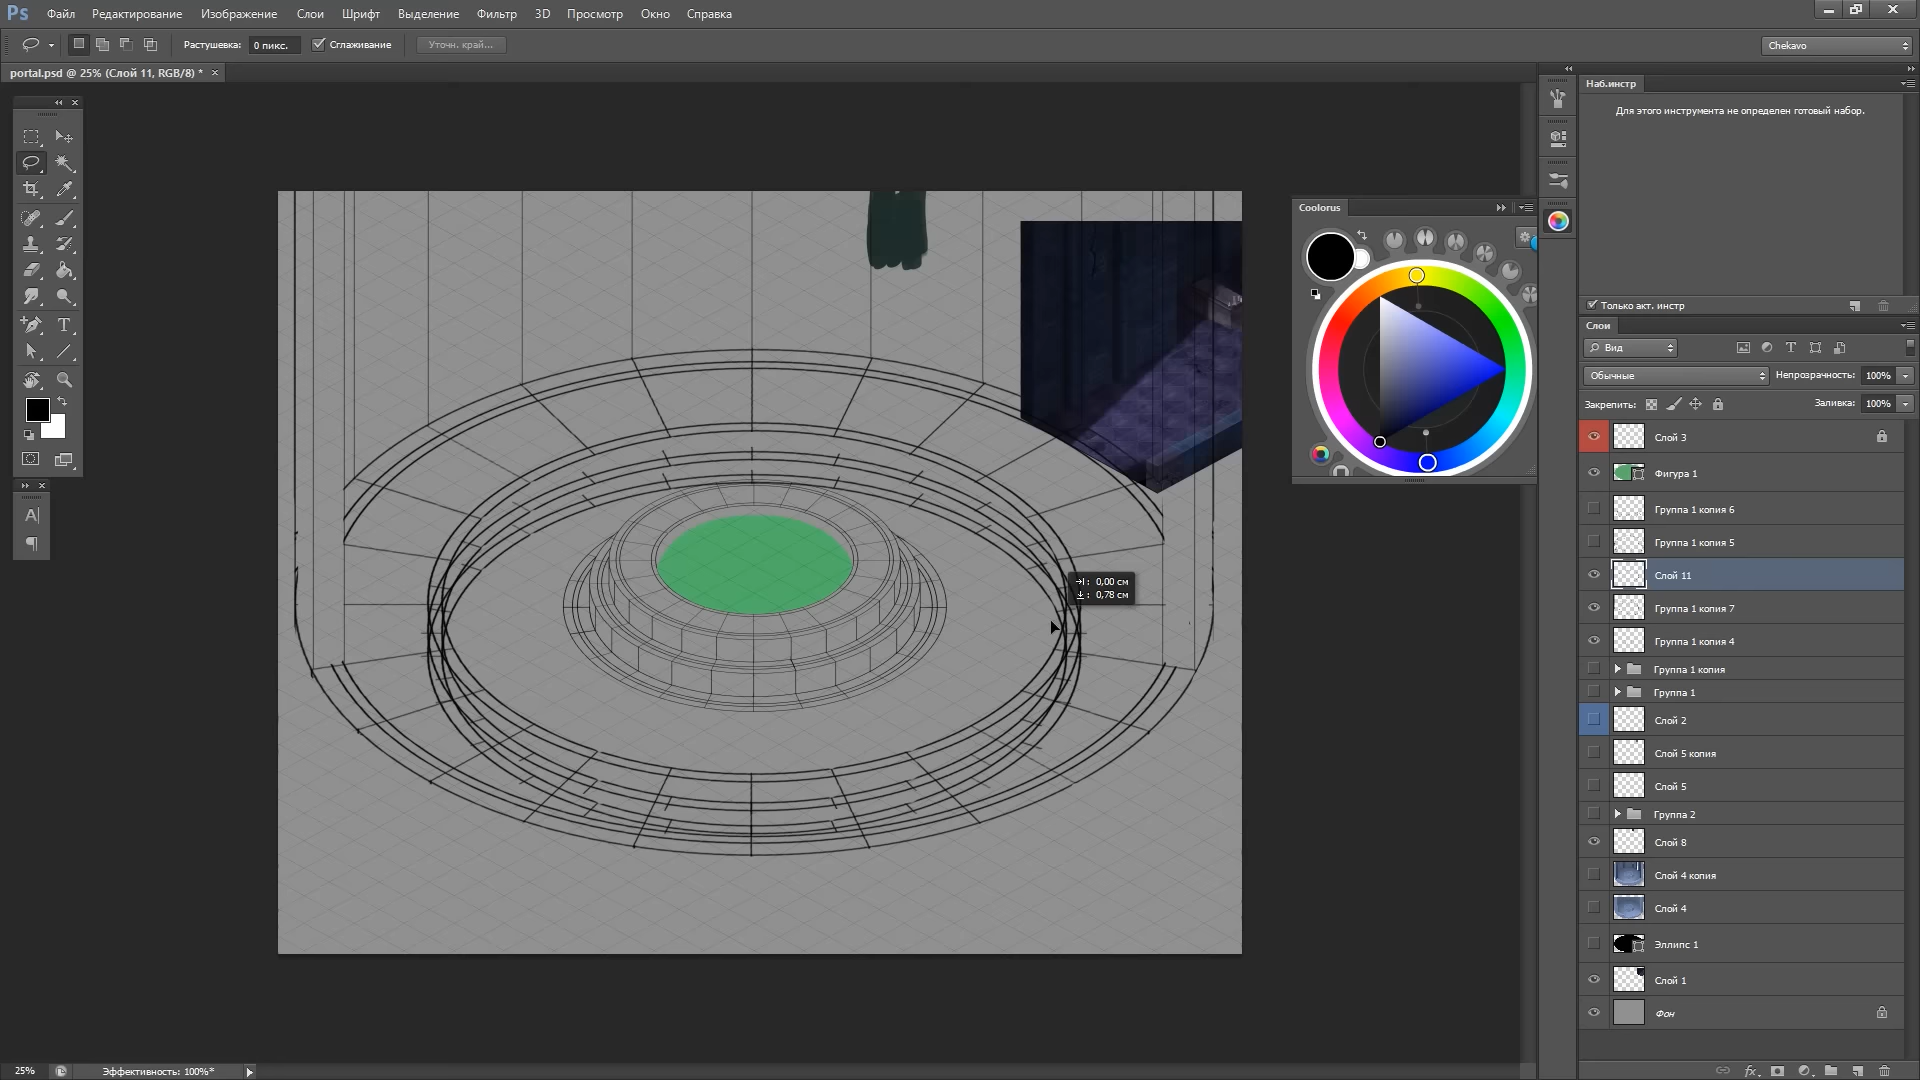 Ps Файл Редактирование Изображение Слои Шрифт Выделение Фильтр 3D Просмотр Окно Справка
Растушевка: 0 пикс. Сглаживание Уточн. край... Chekavo
portal.psd @ 25% (Слой 11, RGB/8) * ×
Наб.инстр
Для этого инструмента не определен готовый набор.
Coolorus
Только акт. инстр
Слои
Вид
Обычные Непрозрачность: 100%
Закрепить: Заливка: 100%
Слой 3
Фигура 1
Группа 1 копия 6
Группа 1 копия 5
Слой 11
Группа 1 копия 7
Группа 1 копия 4
Группа 1 копия
Группа 1
Слой 2
Слой 5 копия
Слой 5
Группа 2
Слой 8
Слой 4 копия
Слой 4
Эллипс 1
Слой 1
Фон
0,00 см
0,78 см
25% Эффективность: 100%*